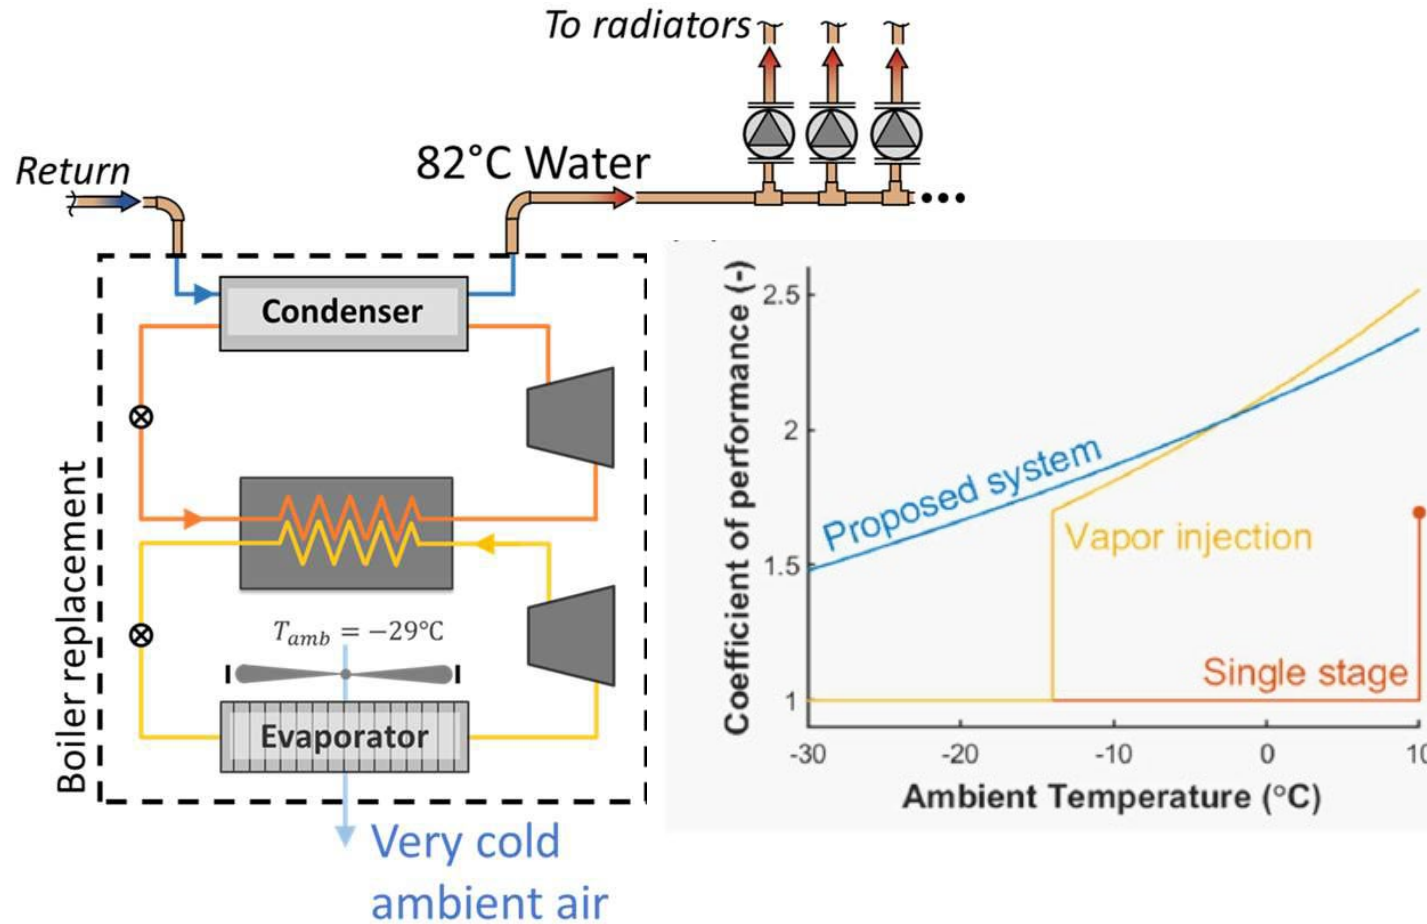 To radiators
Return
82°C Water
Condenser
Boiler replacement
T_amb = −29°C
Evaporator
Very cold
ambient air
Coefficient of performance (-)
2.5
2
1.5
1
Proposed system
Vapor injection
Single stage
-30
-20
-10
0
10
Ambient Temperature (°C)